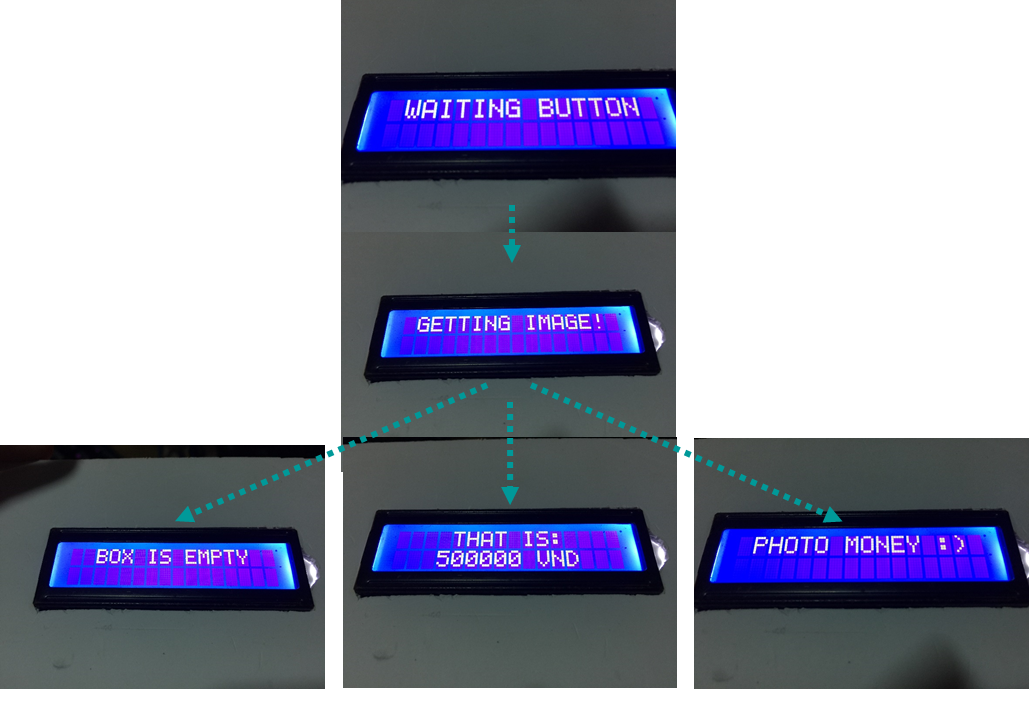 WAITING BUTTON
GETTING IMAGE!
BOX IS EMPTY
THAT IS:
500000 VND
PHOTO MONEY :)